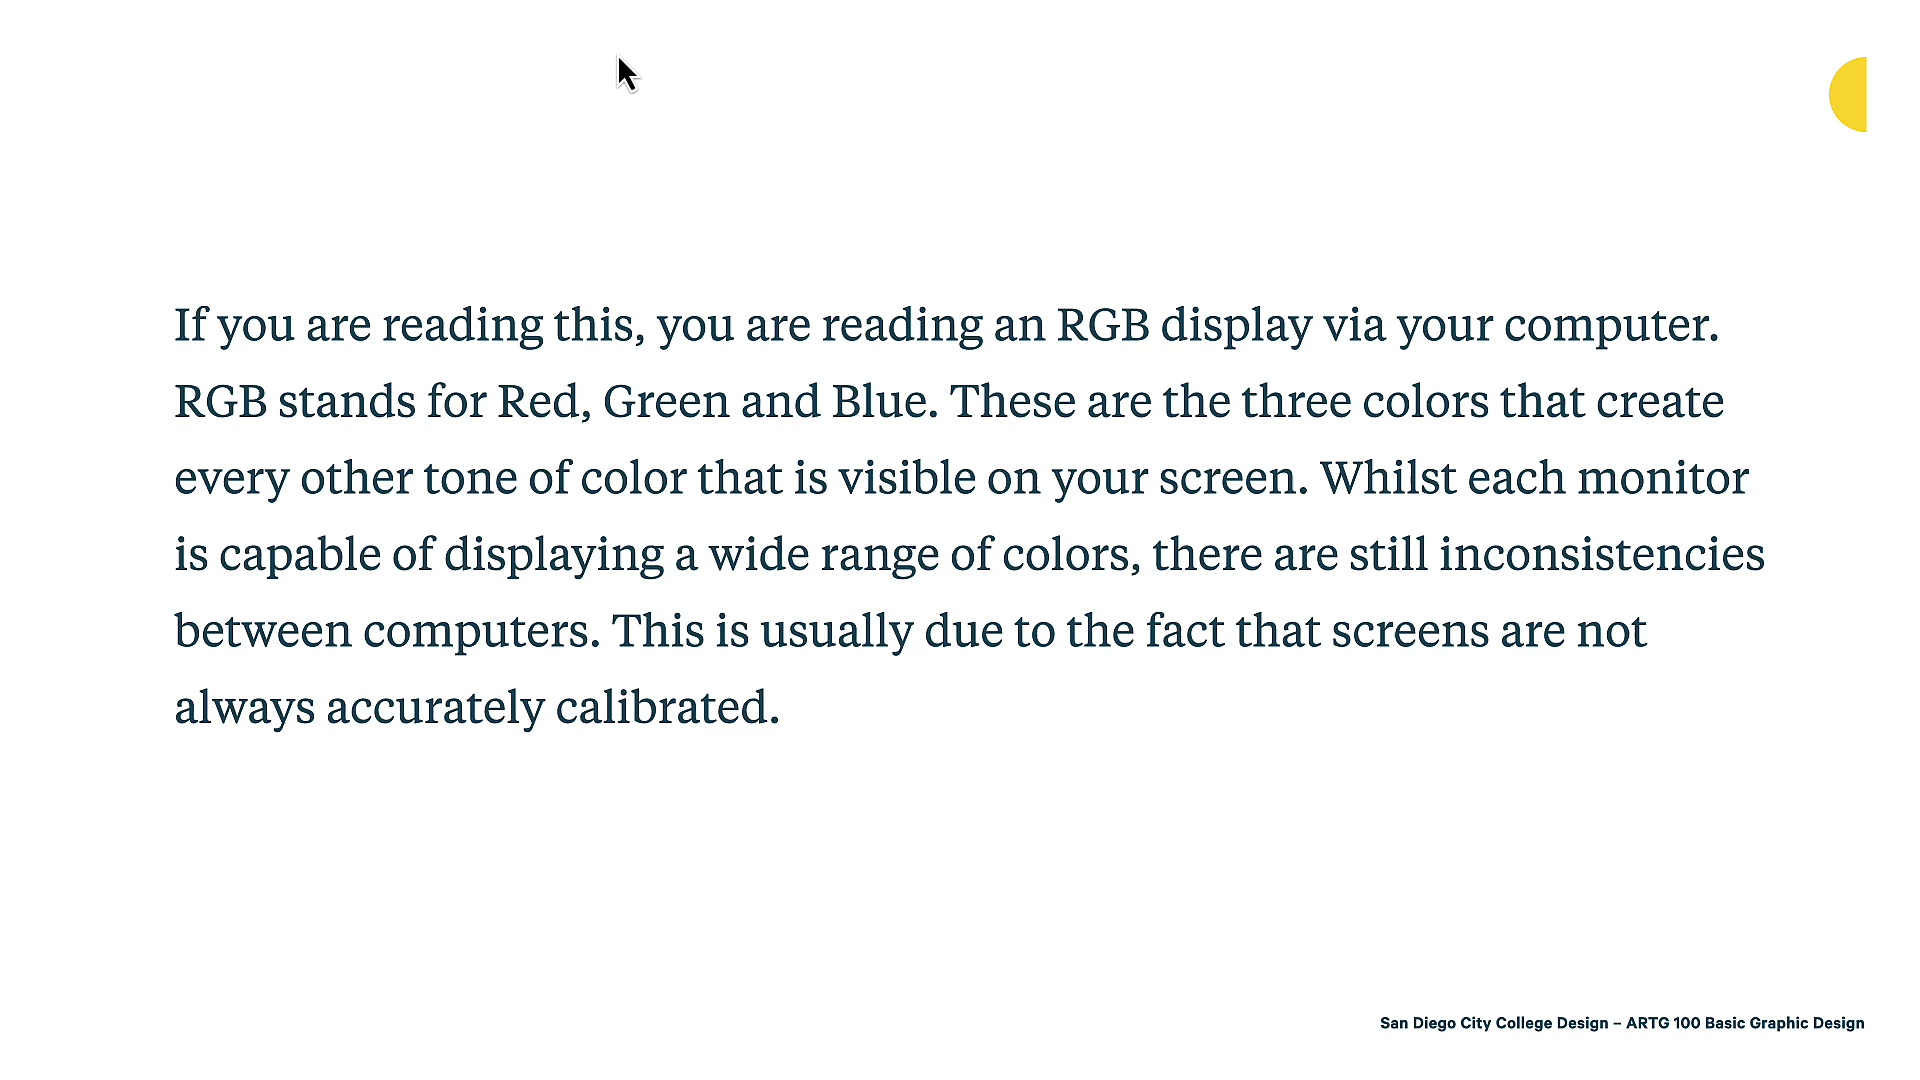 If you are reading this, you are reading an RGB display via your computer.
RGB stands for Red, Green and Blue. These are the three colors that create
every other tone of color that is visible on your screen. Whilst each monitor
is capable of displaying a wide range of colors, there are still inconsistencies
between computers. This is usually due to the fact that screens are not
always accurately calibrated.
San Diego City College Design – ARTG 100 Basic Graphic Design